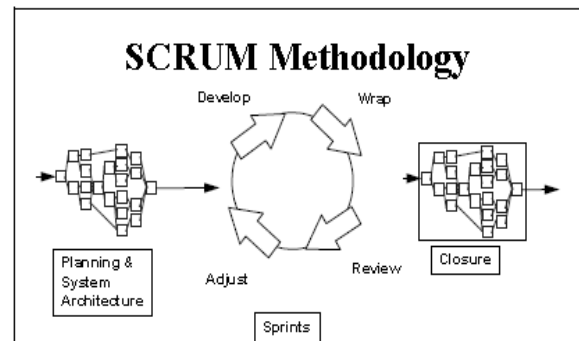 SCRUM Methodology
Develop
Wrap
Planning &
System
Architecture
Adjust
Review
Closure
Sprints